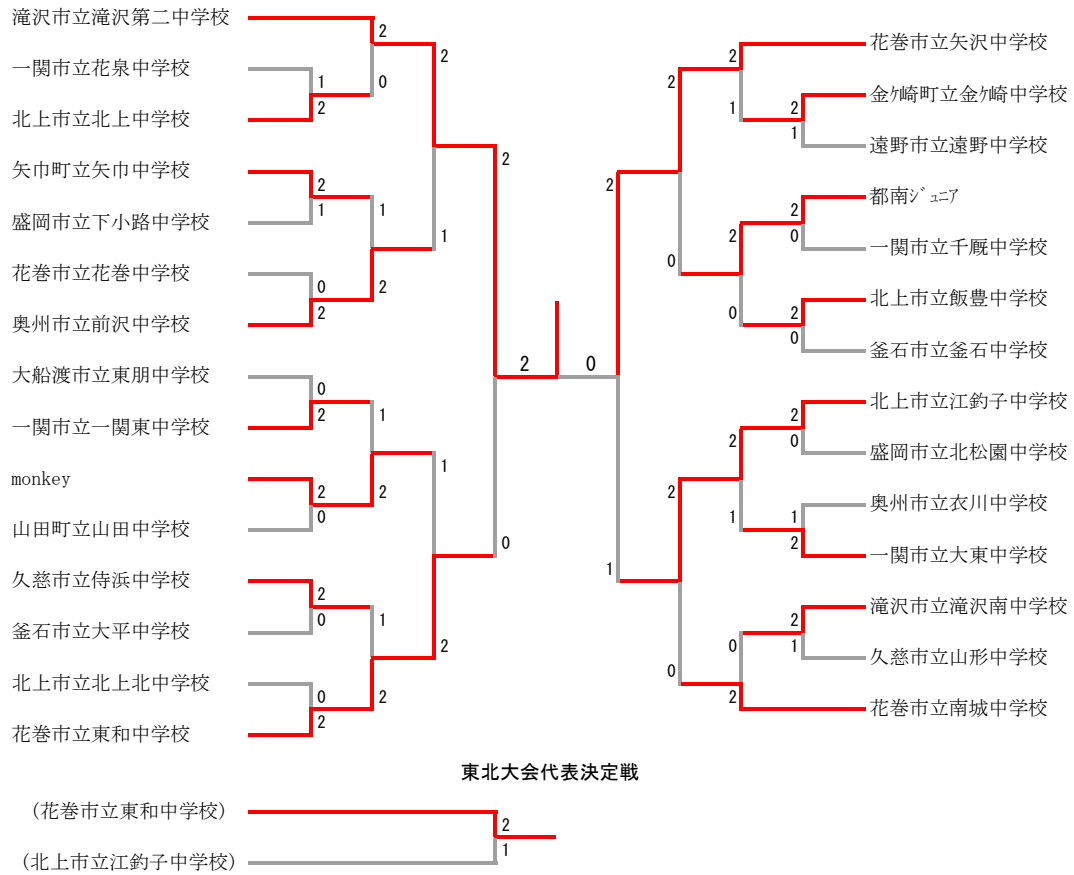 滝沢市立滝沢第二中学校
2
0
一関市立花泉中学校
1
2
北上市立北上中学校
2
矢巾町立矢巾中学校
2
1
盛岡市立下小路中学校
1
2
花巻市立花巻中学校
0
2
奥州市立前沢中学校
1
2
大船渡市立東朋中学校
0
2
一関市立一関東中学校
1
2
monkey
2
0
山田町立山田中学校
1
2
久慈市立侍浜中学校
2
0
釜石市立大平中学校
1
2
北上市立北上北中学校
0
2
花巻市立東和中学校
0
2
0
花巻市立矢沢中学校
2
1
金ケ崎町立金ケ崎中学校
2
1
遠野市立遠野中学校
2
都南ジュニア
2
0
一関市立千厩中学校
2
0
北上市立飯豊中学校
2
0
釜石市立釜石中学校
0
2
北上市立江釣子中学校
2
0
盛岡市立北松園中学校
2
1
奥州市立衣川中学校
1
2
一関市立大東中学校
2
1
滝沢市立滝沢南中学校
2
1
久慈市立山形中学校
0
2
花巻市立南城中学校
0
東北大会代表決定戦
(花巻市立東和中学校)
2
1
(北上市立江釣子中学校)